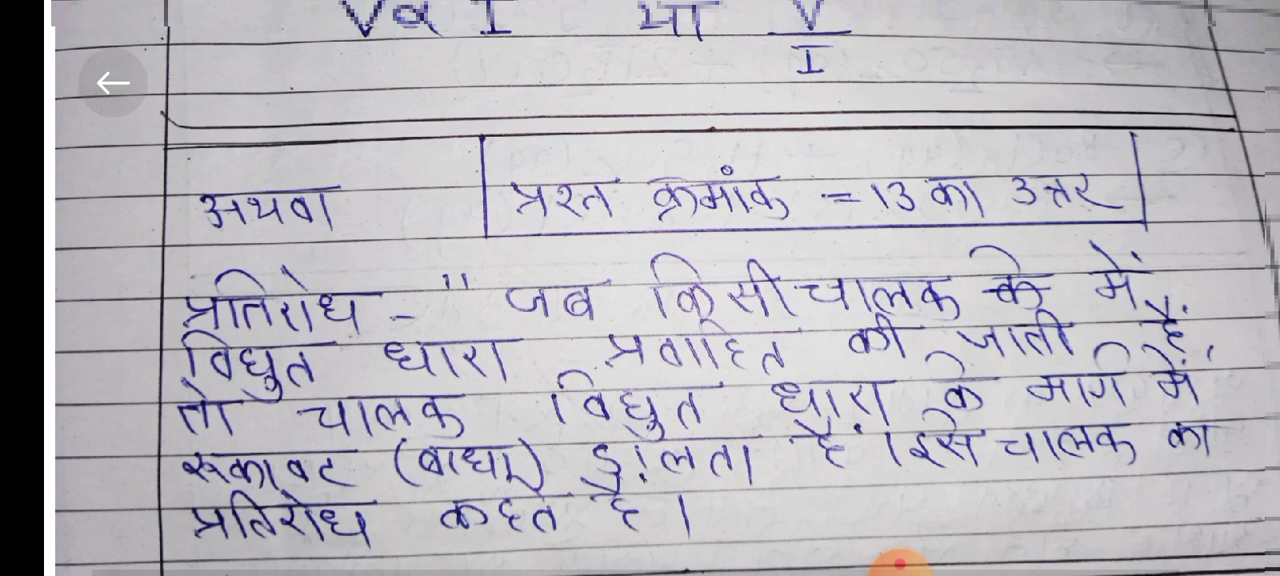 V α I या V/I
अथवा
प्रश्न क्रमांक = 13 का उत्तर
प्रतिरोध - " जब किसी चालक के में
विद्युत धारा प्रवाहित की जाती है,
तो चालक विद्युत धारा के मार्ग में
रूकावट (बाधा) डालता है। इसे चालक का
प्रतिरोध कहते है।